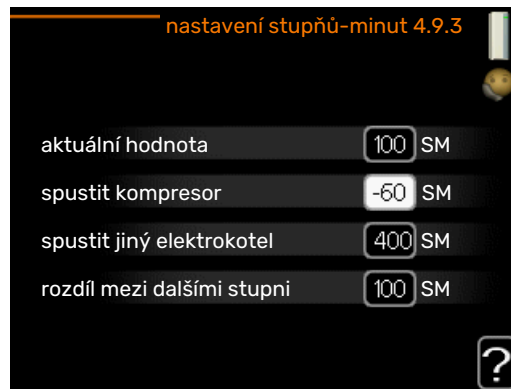 nastavení stupňů-minut 4.9.3
aktuální hodnota 100 SM
spustit kompresor -60 SM
spustit jiný elektrokotel 400 SM
rozdíl mezi dalšími stupni 100 SM
?